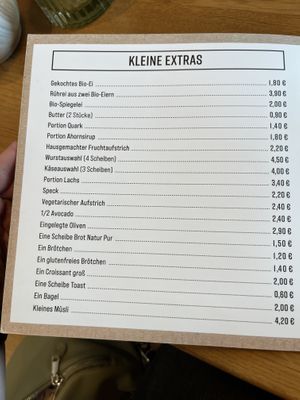 KLEINE EXTRAS
Gekochtes Bio-Ei 1,80 €
Rührei aus zwei Bio-Eiern 3,90 €
Bio-Spiegelei 2,00 €
Butter (2 Stücke) 0,90 €
Portion Quark 1,40 €
Portion Ahornsirup 1,80 €
Hausgemachter Fruchtaufstrich 2,20 €
Wurstauswahl (4 Scheiben) 4,50 €
Käseauswahl (3 Scheiben) 4,00 €
Portion Lachs 3,40 €
Speck 2,20 €
Vegetarischer Aufstrich 2,40 €
1/2 Avocado 2,40 €
Eingelegte Oliven 2,90 €
Eine Scheibe Brot Natur Pur 1,50 €
Ein Brötchen 1,20 €
Ein glutenfreies Brötchen 1,40 €
Ein Croissant groß 2,00 €
Eine Scheibe Toast 0,60 €
Ein Bagel 2,00 €
Kleines Müsli 4,20 €